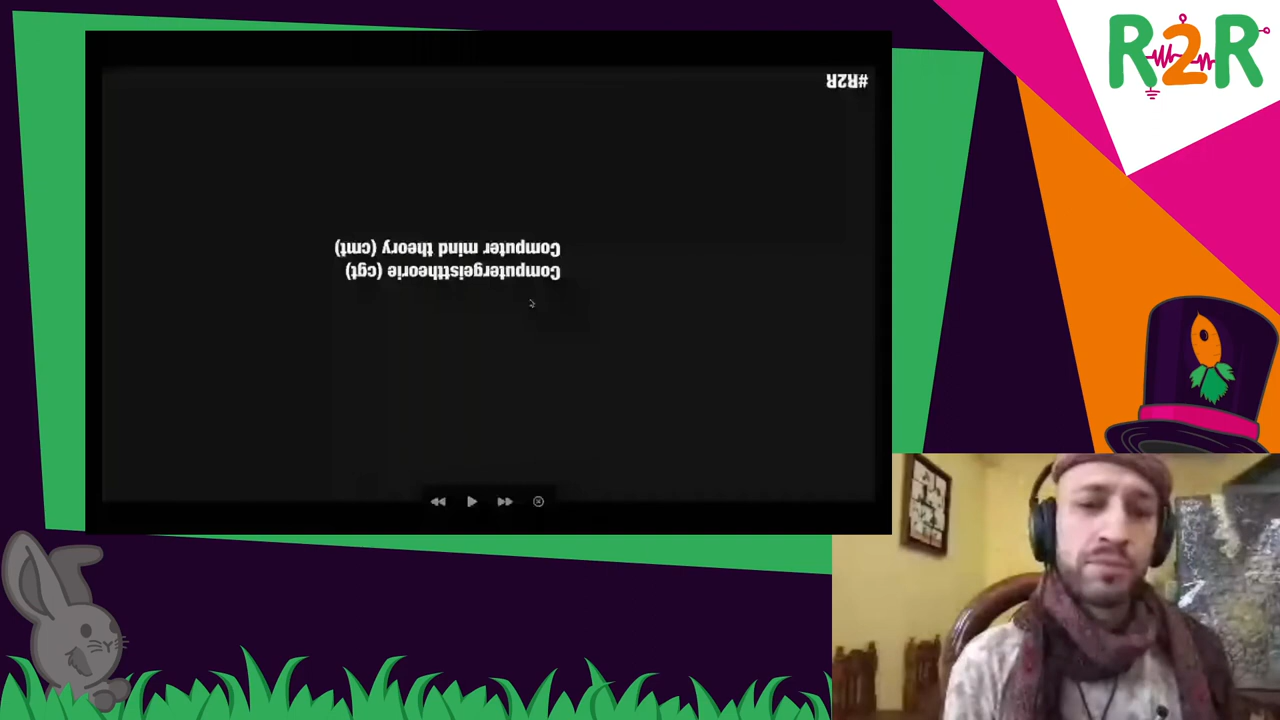 R2R
Computergeisttheorie (cgt)
Computer mind theory (cmt)
#R2R